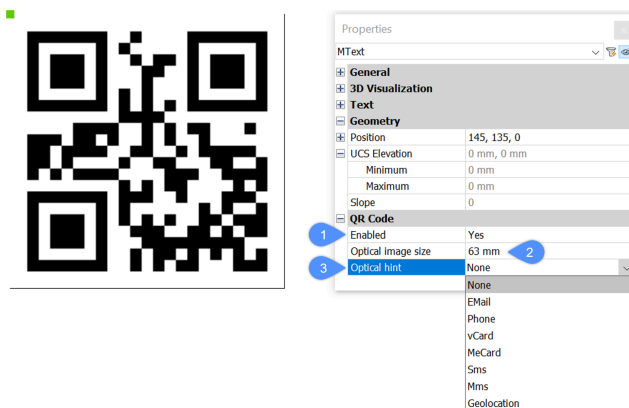 Properties
MText
General
3D Visualization
Text
Geometry
Position 145, 135, 0
UCS Elevation 0 mm, 0 mm
Minimum 0 mm
Maximum 0 mm
Slope 0
QR Code
1 Enabled Yes
Optical image size 63 mm 2
3 Optical hint None
None
EMail
Phone
vCard
MeCard
Sms
Mms
Geolocation